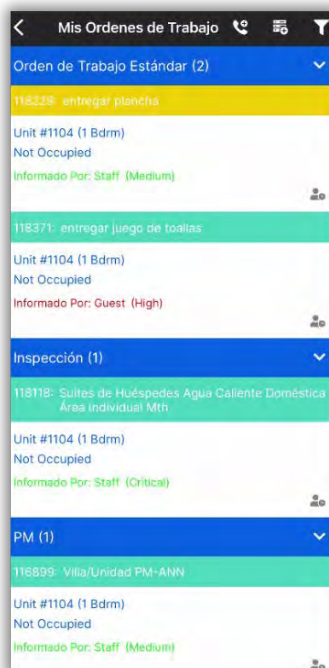 Mis Ordenes de Trabajo
Orden de Trabajo Estándar (2)
118229: entregar plancha
Unit #1104 (1 Bdrm)
Not Occupied
Informado Por: Staff (Medium)
118371: entregar juego de toallas
Unit #1104 (1 Bdrm)
Not Occupied
Informado Por: Guest (High)
Inspección (1)
118118: Suites de Huéspedes Agua Caliente Doméstica
Área individual Mth
Unit #1104 (1 Bdrm)
Not Occupied
Informado Por: Staff (Critical)
PM (1)
116899: Villa/Unidad PM-ANN
Unit #1104 (1 Bdrm)
Not Occupied
Informado Por: Staff (Medium)